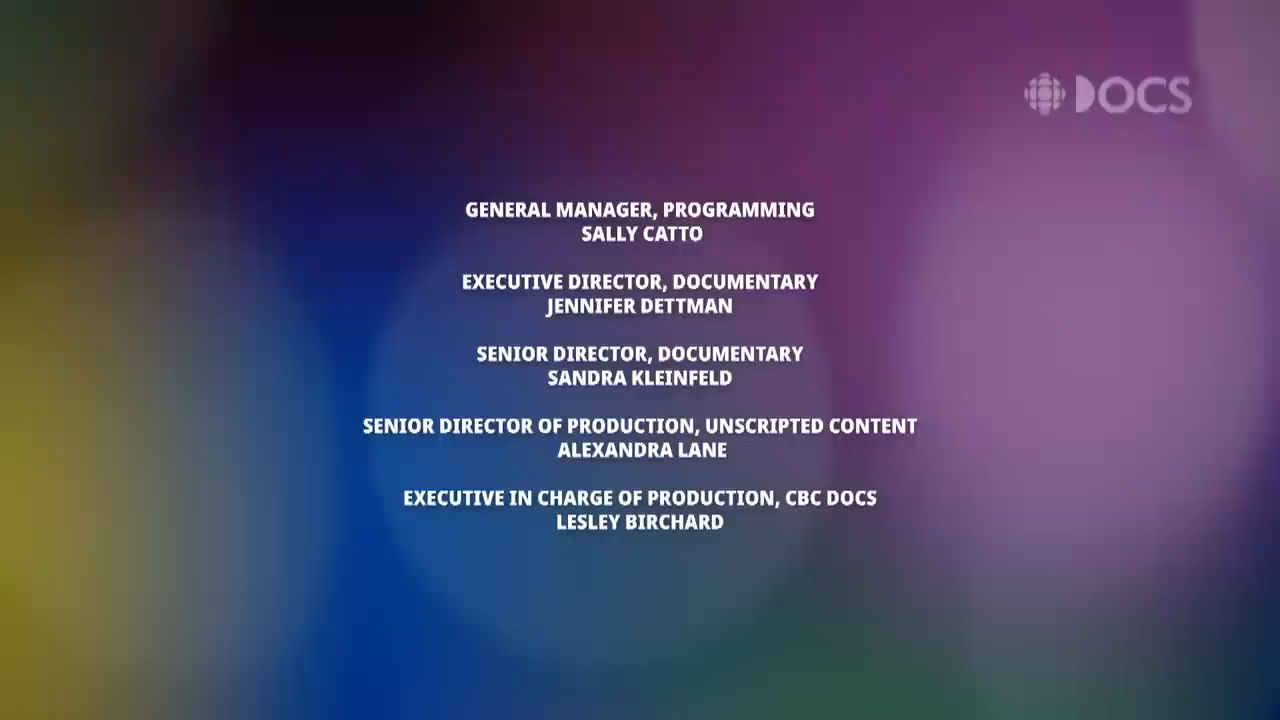 DOCS
GENERAL MANAGER, PROGRAMMING
SALLY CATTO
EXECUTIVE DIRECTOR, DOCUMENTARY
JENNIFER DETTMAN
SENIOR DIRECTOR, DOCUMENTARY
SANDRA KLEINFELD
SENIOR DIRECTOR OF PRODUCTION, UNSCRIPTED CONTENT
ALEXANDRA LANE
EXECUTIVE IN CHARGE OF PRODUCTION, CBC DOCS
LESLEY BIRCHARD